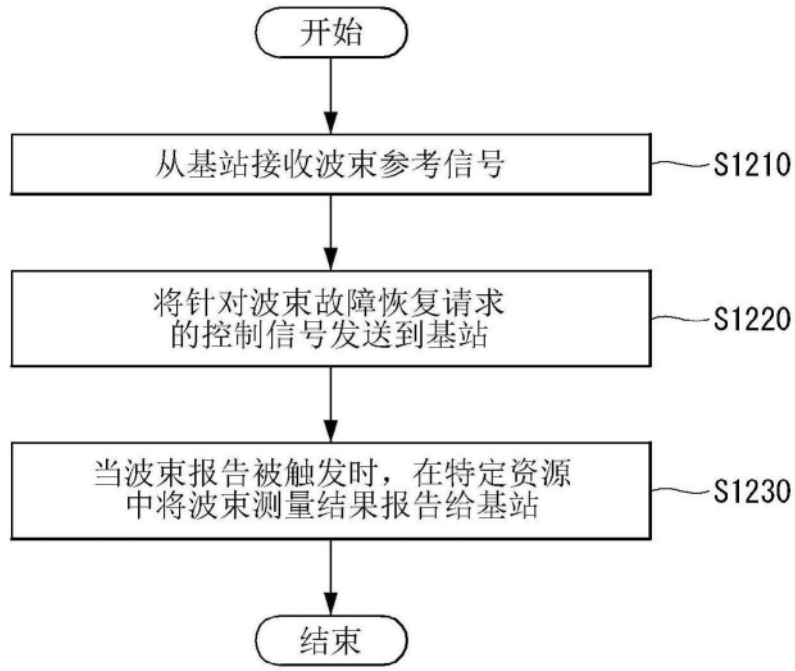 开始
从基站接收波束参考信号
S1210
将针对波束故障恢复请求
的控制信号发送到基站
S1220
当波束报告被触发时，在特定资源
中将波束测量结果报告给基站
S1230
结束